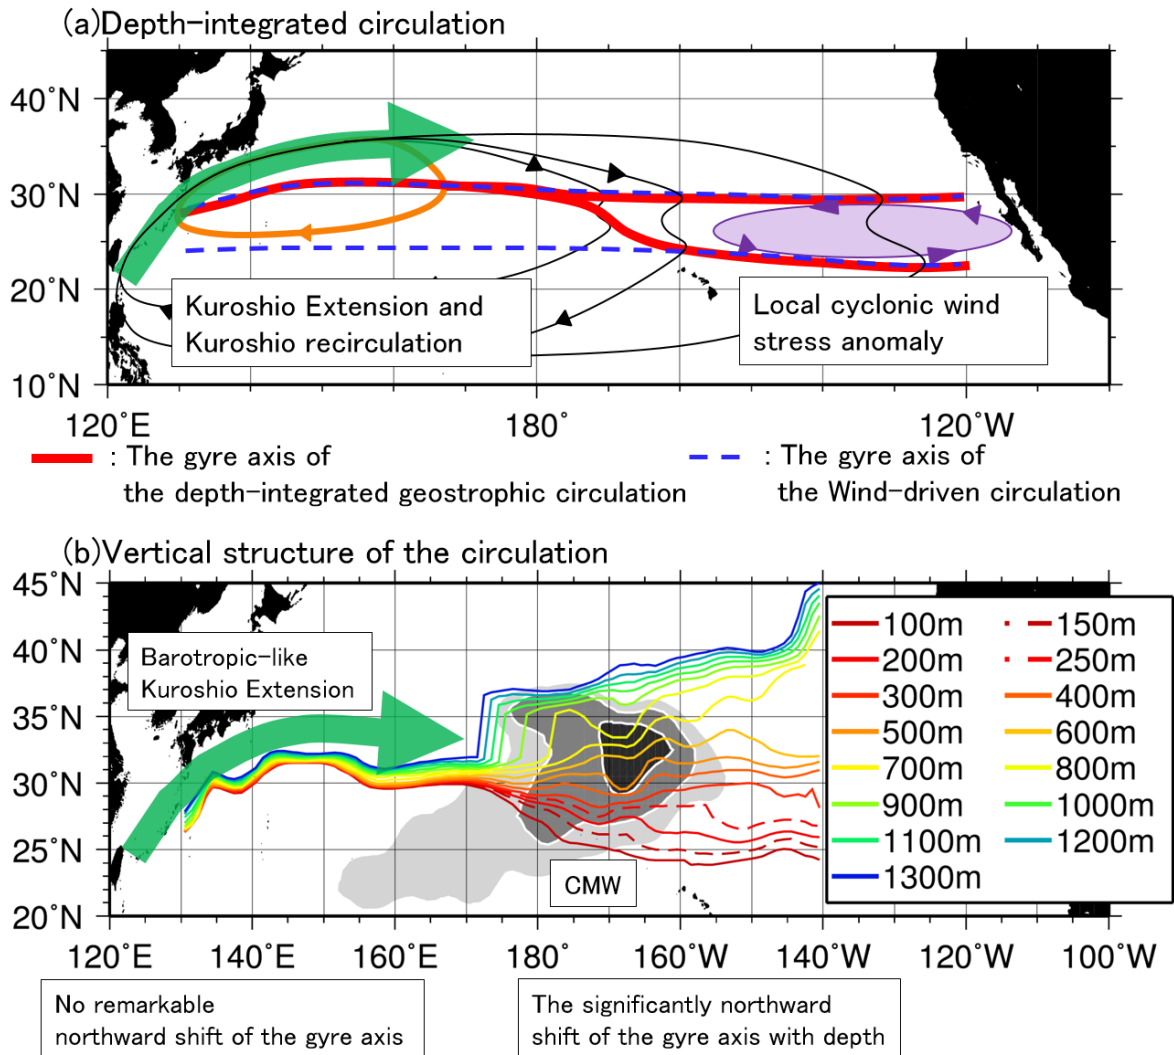 (a)Depth-integrated circulation
40°N
30°N
20°N
10°N
Kuroshio Extension and
Kuroshio recirculation
Local cyclonic wind
stress anomaly
120°E
180°
120°W
: The gyre axis of
the depth-integrated geostrophic circulation
: The gyre axis of
the Wind-driven circulation
(b)Vertical structure of the circulation
45°N
40°N
35°N
30°N
25°N
20°N
Barotropic-like
Kuroshio Extension
CMW
100m
150m
200m
250m
300m
400m
500m
600m
700m
800m
900m
1000m
1100m
1200m
1300m
120°E
140°E
160°E
180°
160°W
140°W
120°W
100°W
No remarkable
northward shift of the gyre axis
The significantly northward
shift of the gyre axis with depth